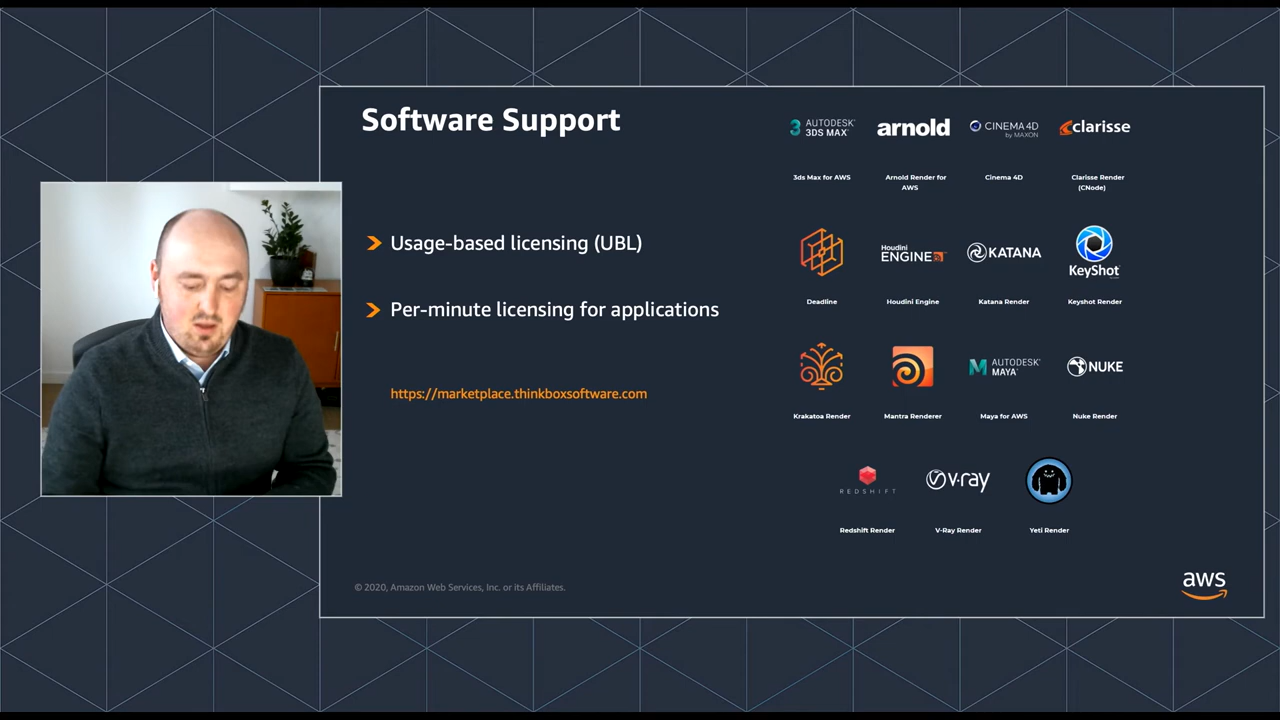 Software Support
Usage-based licensing (UBL)
Per-minute licensing for applications
https://marketplace.thinkboxsoftware.com
3 AUTODESK® 3DS MAX®
arnold
CINEMA 4D
by MAXON
clarisse
3ds Max for AWS
Arnold Render for
AWS
Cinema 4D
Clarisse Render
(CNode)
Houdini
ENGINE
KATANA
KeyShot
Deadline
Houdini Engine
Katana Render
Keyshot Render
M AUTODESK® MAYA®
NUKE
Krakatoa Render
Mantra Renderer
Maya for AWS
Nuke Render
REDSHIFT
v·ray
Redshift Render
V-Ray Render
Yeti Render
© 2020, Amazon Web Services, Inc. or its Affiliates.
aws